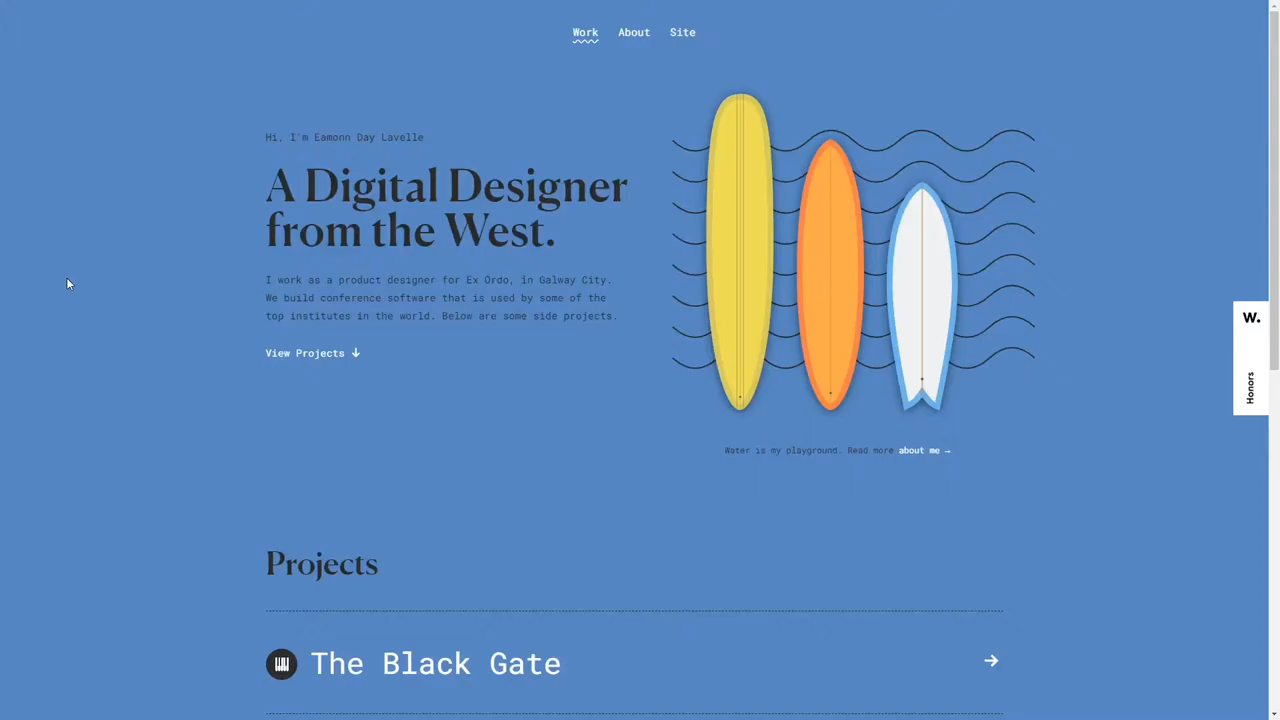 Work About Site
Hi, I'm Eamonn Day Lavelle
A Digital Designer
from the West.
I work as a product designer for Ex Ordo, in Galway City.
We build conference software that is used by some of the
top institutes in the world. Below are some side projects.
View Projects ↓
Water is my playground. Read more about me →
W.
Honors
Projects
The Black Gate →